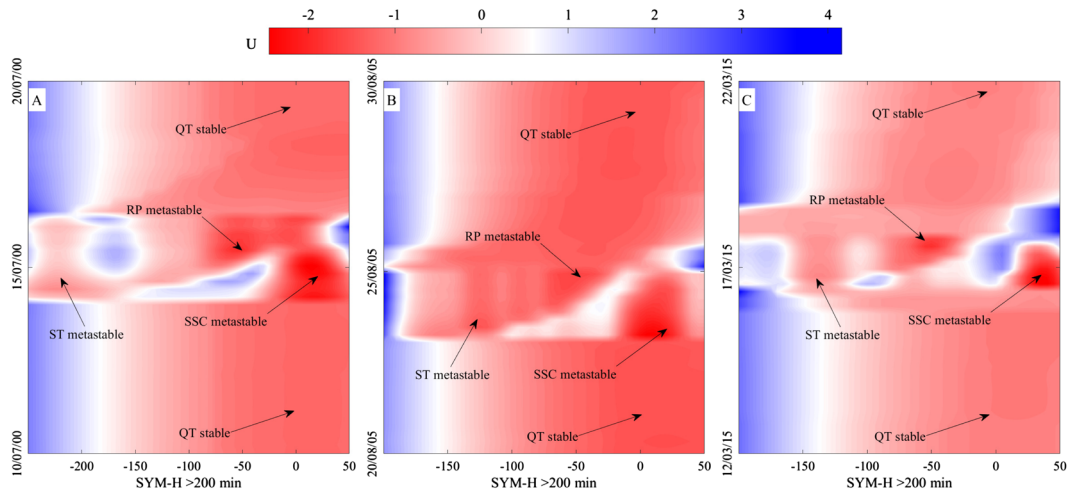 -2 -1 0 1 2 3 4
U
20/07/00
15/07/00
10/07/00
A
QT stable
RP metastable
ST metastable
SSC metastable
QT stable
-200 -150 -100 -50 0 50
SYM-H >200 min
30/08/05
25/08/05
20/08/05
B
QT stable
RP metastable
ST metastable
SSC metastable
QT stable
-200 -150 -100 -50 0 50
SYM-H >200 min
22/03/15
17/03/15
12/03/15
C
QT stable
RP metastable
ST metastable
SSC metastable
QT stable
-150 -100 -50 0 50
SYM-H >200 min